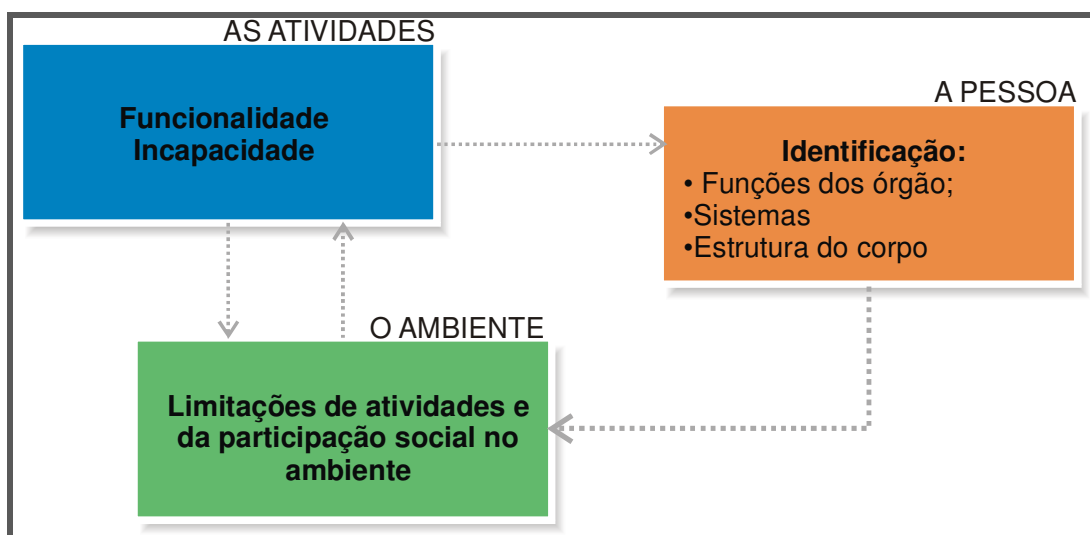 AS ATIVIDADES
Funcionalidade
Incapacidade
A PESSOA
Identificação:
• Funções dos órgão;
•Sistemas
•Estrutura do corpo
O AMBIENTE
Limitações de atividades e
da participação social no
ambiente